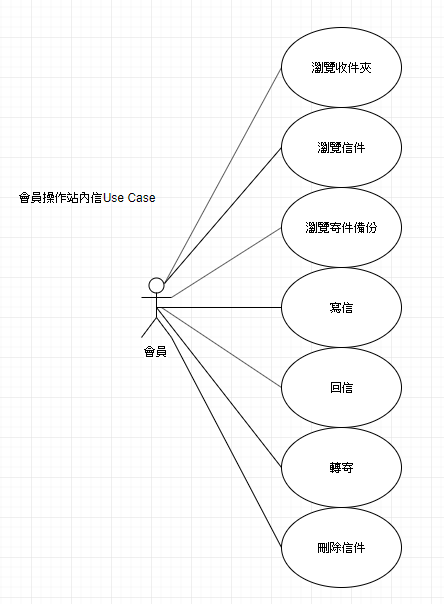 瀏覽收件夾
瀏覽信件
會員操作站內信Use Case
瀏覽寄件備份
寫信
會員
回信
轉寄
刪除信件